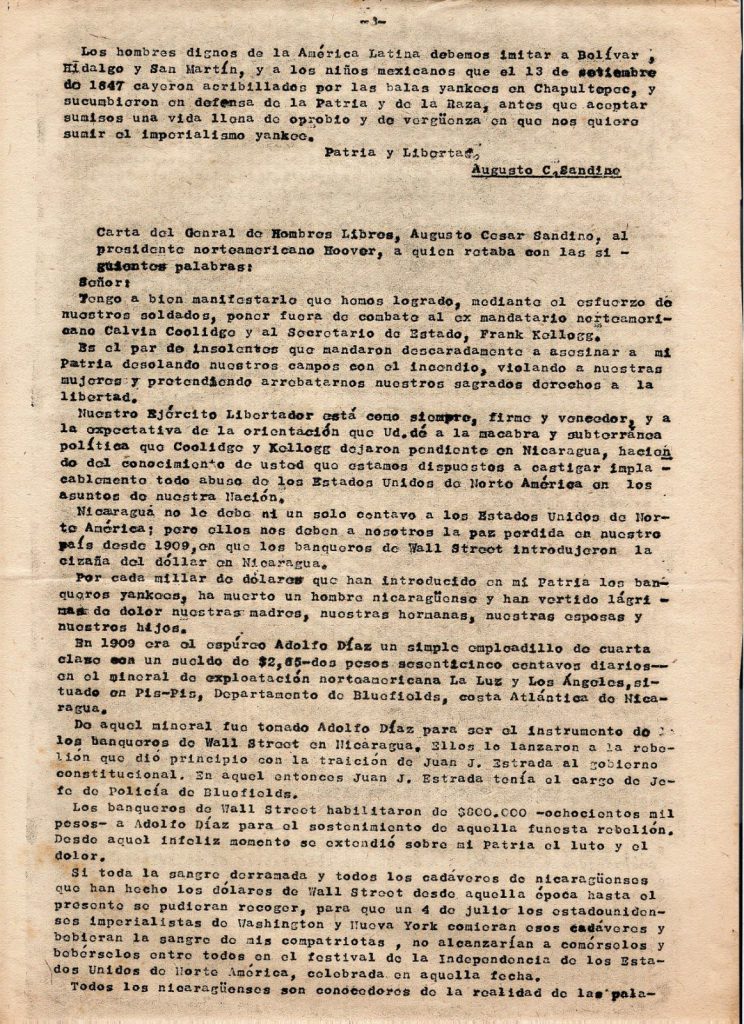 -3-
Los hombres dignos de la América Latina debemos imitar a Bolívar ,
Hidalgo y San Martín, y a los niños mexicanos que el 13 de setiembre
de 1847 cayeron acribillados por las balas yankees en Chapultepec, y
sucumbieron en defensa de la Patria y de la Raza, antes que aceptar
sumisos una vida llena de oprobio y de vergüenza en que nos quiere
sumir el imperialismo yankee.
Patria y Libertad,
Augusto C. Sandino
Carta del Genral de Hombres Libres, Augusto Cesar Sandino, al
presidente norteamericano Hoover, a quien retaba con las si -
guientes palabras:
Señor:
Tengo a bien manifestarle que hemos logrado, mediante el esfuerzo de
nuestros soldados, poner fuera de combate al ex mandatario norteameri-
cano Calvin Coolidge y al Secretario de Estado, Frank Kellogg.
Es el par de insolentes que mandaron descaradamente a asesinar a mi
Patria desolando nuestros campos con el incendio, violando a nuestras
mujeres y pretendiendo arrebatarnos nuestros sagrados derechos a la
libertad.
Nuestro Ejército Libertador está como siempre, firme y vencedor, y a
la expectativa de la orientación que Ud.dé a la macabra y subterránea
política que Coolidge y Kellogg dejaron pendiente en Nicaragua, hacien
do del conocimiento de usted que estamos dispuestos a castigar impla -
cablemente todo abuso de los Estados Unidos de Norte América en los
asuntos de nuestra Nación.
Nicaragua no le debe ni un solo centavo a los Estados Unidos de Nor-
te América; pero ellos nos deben a nosotros la paz perdida en nuestro
país desde 1909,en que los banqueros de Wall Street introdujeron la
cizaña del dóllar en Nicaragua.
Por cada millar de dólares que han introducido en mi Patria los ban-
queros yankees, ha muerto un hombre nicaragüense y han vertido lágri -
mas de dolor nuestras madres, nuestras hermanas, nuestras esposas y
nuestros hijos.
En 1909 era el espúreo Adolfo Díaz un simple empleadillo de cuarta
clase con un sueldo de $2,65-dos pesos sesenticinco centavos diarios--
en el mineral de exploatación norteamericana La Luz y Los Ángeles,si-
tuado en Pis-Pis, Departamento de Bluefields, costa Atlántica de Nica-
ragua.
De aquel mineral fue tomado Adolfo Díaz para ser el instrumento de
los banqueros de Wall Street en Nicaragua. Ellos lo lanzaron a la rebe-
lión que dió principio con la traición de Juan J. Estrada al gobierno
constitucional. En aquel entonces Juan J. Estrada tenía el cargo de Je-
fe de Policía de Bluefields.
Los banqueros de Wall Street habilitaron de $800.000 -ochocientos mil
pesos- a Adolfo Díaz para el sostenimiento de aquella funesta rebelión.
Desde aquel infeliz momento se extendió sobre mi Patria el luto y el
dolor.
Si toda la sangre derramada y todos los cadáveres de nicaragüenses
que han hecho los dólares de Wall Street desde aquella época hasta el
presente se pudieran recoger, para que un 4 de julio los estadouniden-
ses imperialistas de Washington y Nueva York comieran esos cadáveres y
bebieran la sangre de mis compatriotas , no alcanzarían a comérselos y
bebérselos entre todos en el festival de la Independencia de los Esta-
dos Unidos de Norte América, celebrada en aquella fecha.
Todos los nicaragüenses son conocedores de la realidad de las pala-